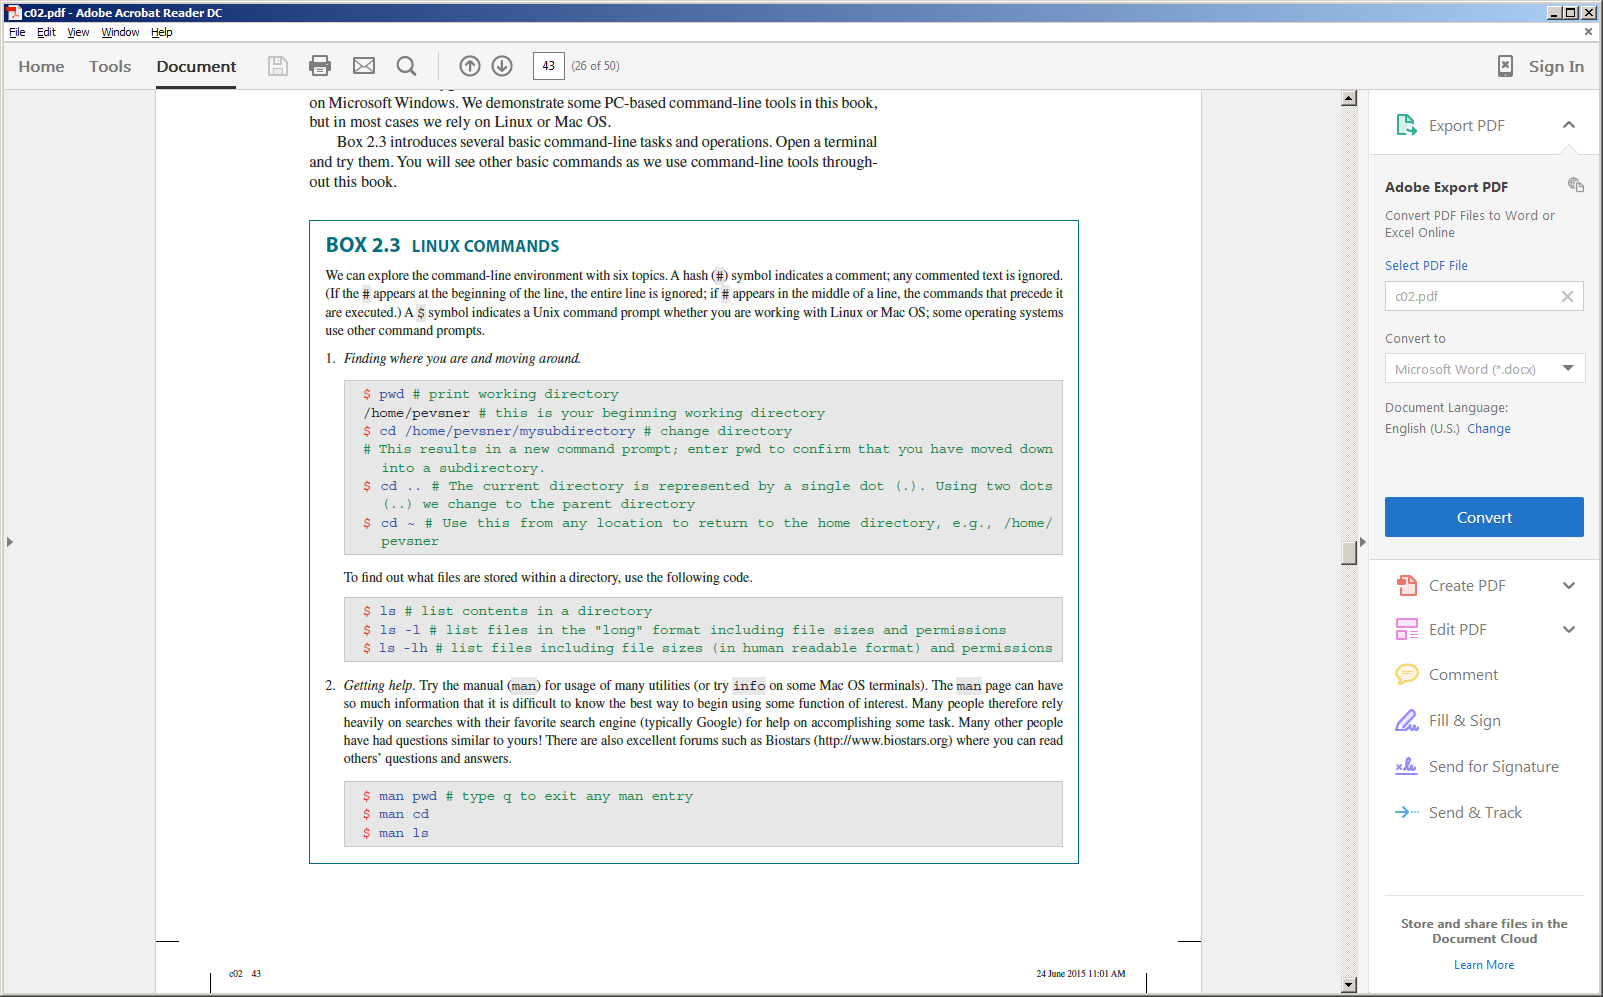 c02.pdf - Adobe Acrobat Reader DC
File Edit View Window Help
Home Tools Document 43 (26 of 50) Sign In
on Microsoft Windows. We demonstrate some PC-based command-line tools in this book,
but in most cases we rely on Linux or Mac OS.
Box 2.3 introduces several basic command-line tasks and operations. Open a terminal
and try them. You will see other basic commands as we use command-line tools through-
out this book.
BOX 2.3 LINUX COMMANDS
We can explore the command-line environment with six topics. A hash (#) symbol indicates a comment; any commented text is ignored.
(If the # appears at the beginning of the line, the entire line is ignored; if # appears in the middle of a line, the commands that precede it
are executed.) A $ symbol indicates a Unix command prompt whether you are working with Linux or Mac OS; some operating systems
use other command prompts.
1. Finding where you are and moving around.
$ pwd # print working directory
/home/pevsner # this is your beginning working directory
$ cd /home/pevsner/mysubdirectory # change directory
# This results in a new command prompt; enter pwd to confirm that you have moved down
into a subdirectory.
$ cd .. # The current directory is represented by a single dot (.). Using two dots
(..) we change to the parent directory
$ cd ~ # Use this from any location to return to the home directory, e.g., /home/
pevsner
To find out what files are stored within a directory, use the following code.
$ ls # list contents in a directory
$ ls -l # list files in the "long" format including file sizes and permissions
$ ls -lh # list files including file sizes (in human readable format) and permissions
2. Getting help. Try the manual (man) for usage of many utilities (or try info on some Mac OS terminals). The man page can have
so much information that it is difficult to know the best way to begin using some function of interest. Many people therefore rely
heavily on searches with their favorite search engine (typically Google) for help on accomplishing some task. Many other people
have had questions similar to yours! There are also excellent forums such as Biostars (http://www.biostars.org) where you can read
others' questions and answers.
$ man pwd # type q to exit any man entry
$ man cd
$ man ls
c02 43
24 June 2015 11:01 AM
Export PDF
Adobe Export PDF
Convert PDF Files to Word or
Excel Online
Select PDF File
c02.pdf
Convert to
Microsoft Word (*.docx)
Document Language:
English (U.S.) Change
Convert
Create PDF
Edit PDF
Comment
Fill & Sign
Send for Signature
Send & Track
Store and share files in the
Document Cloud
Learn More